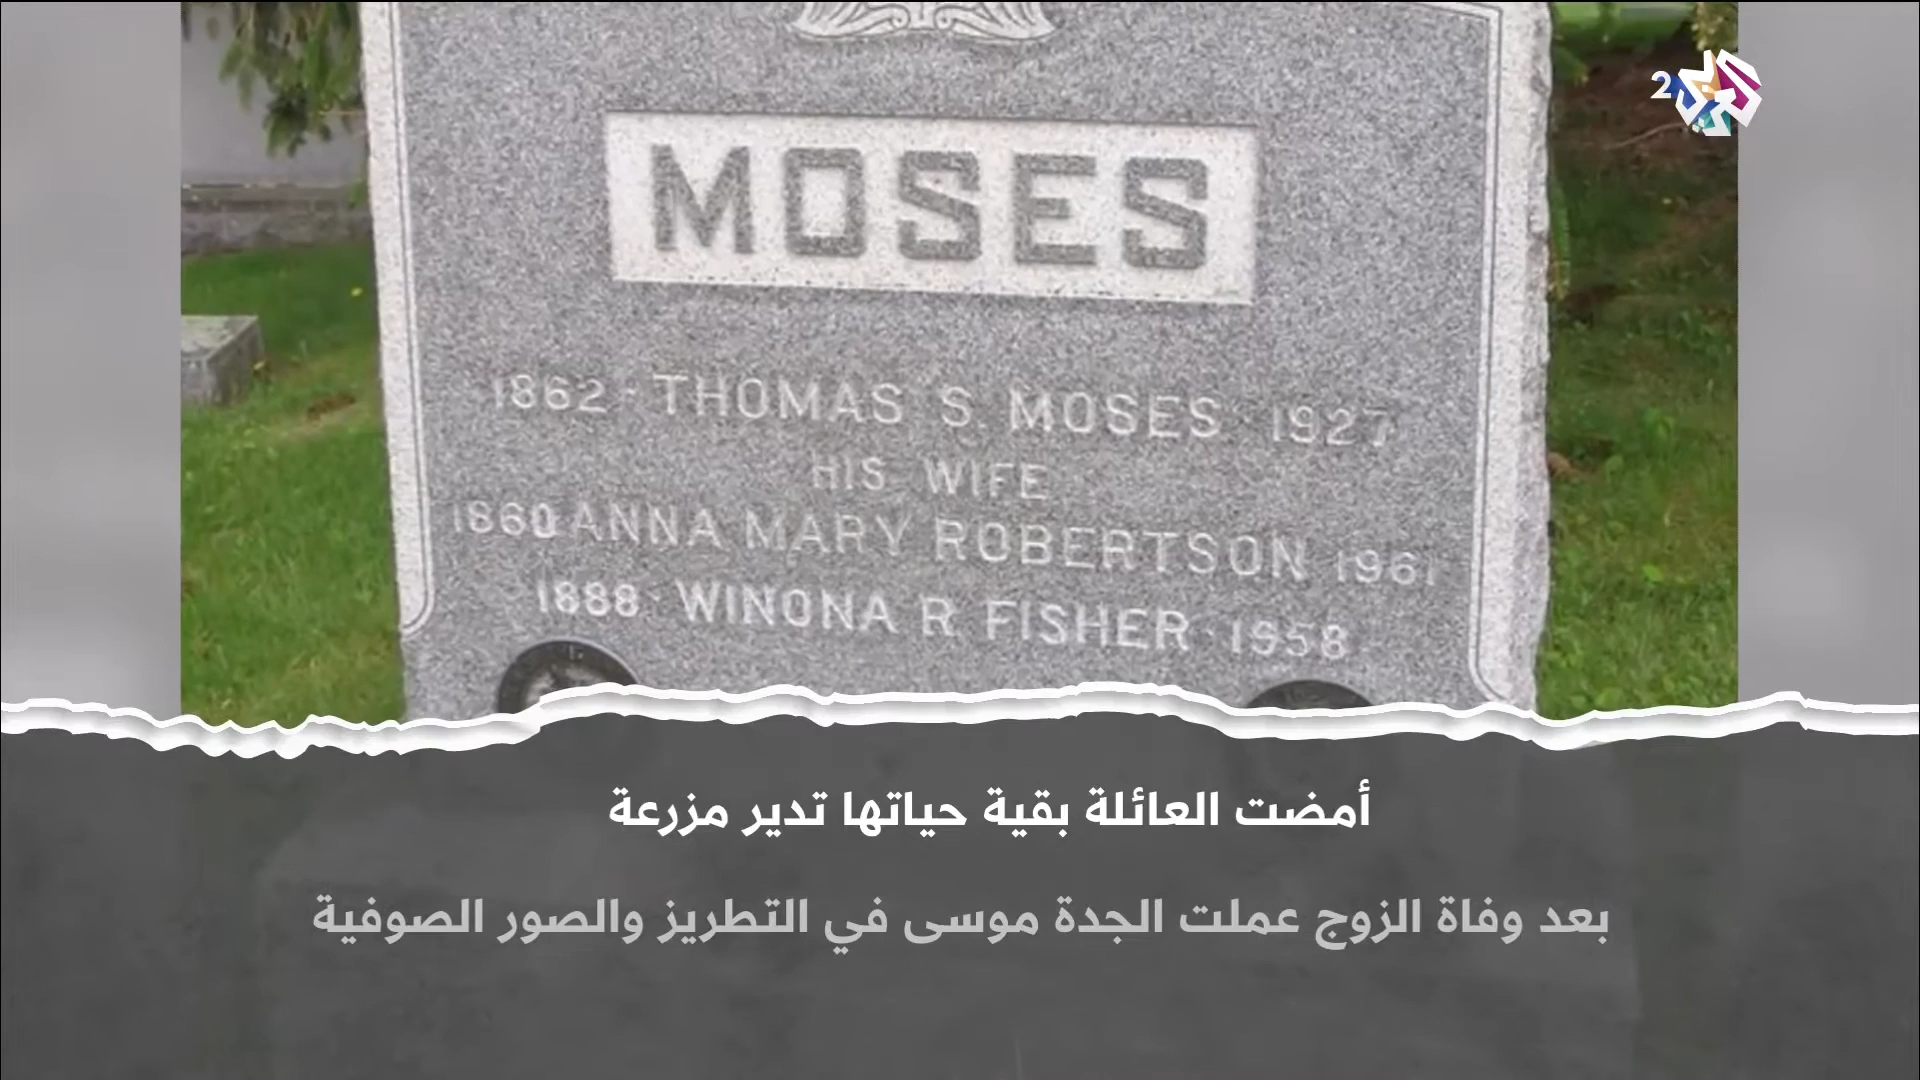 2
MOSES
1862 · THOMAS S. MOSES · 1927
HIS WIFE
1860 ANNA MARY ROBERTSON 1961
1888 · WINONA R FISHER · 1958
أمضت العائلة بقية حياتها تدير مزرعة
بعد وفاة الزوج عملت الجدة موسى في التطريز والصور الصوفية